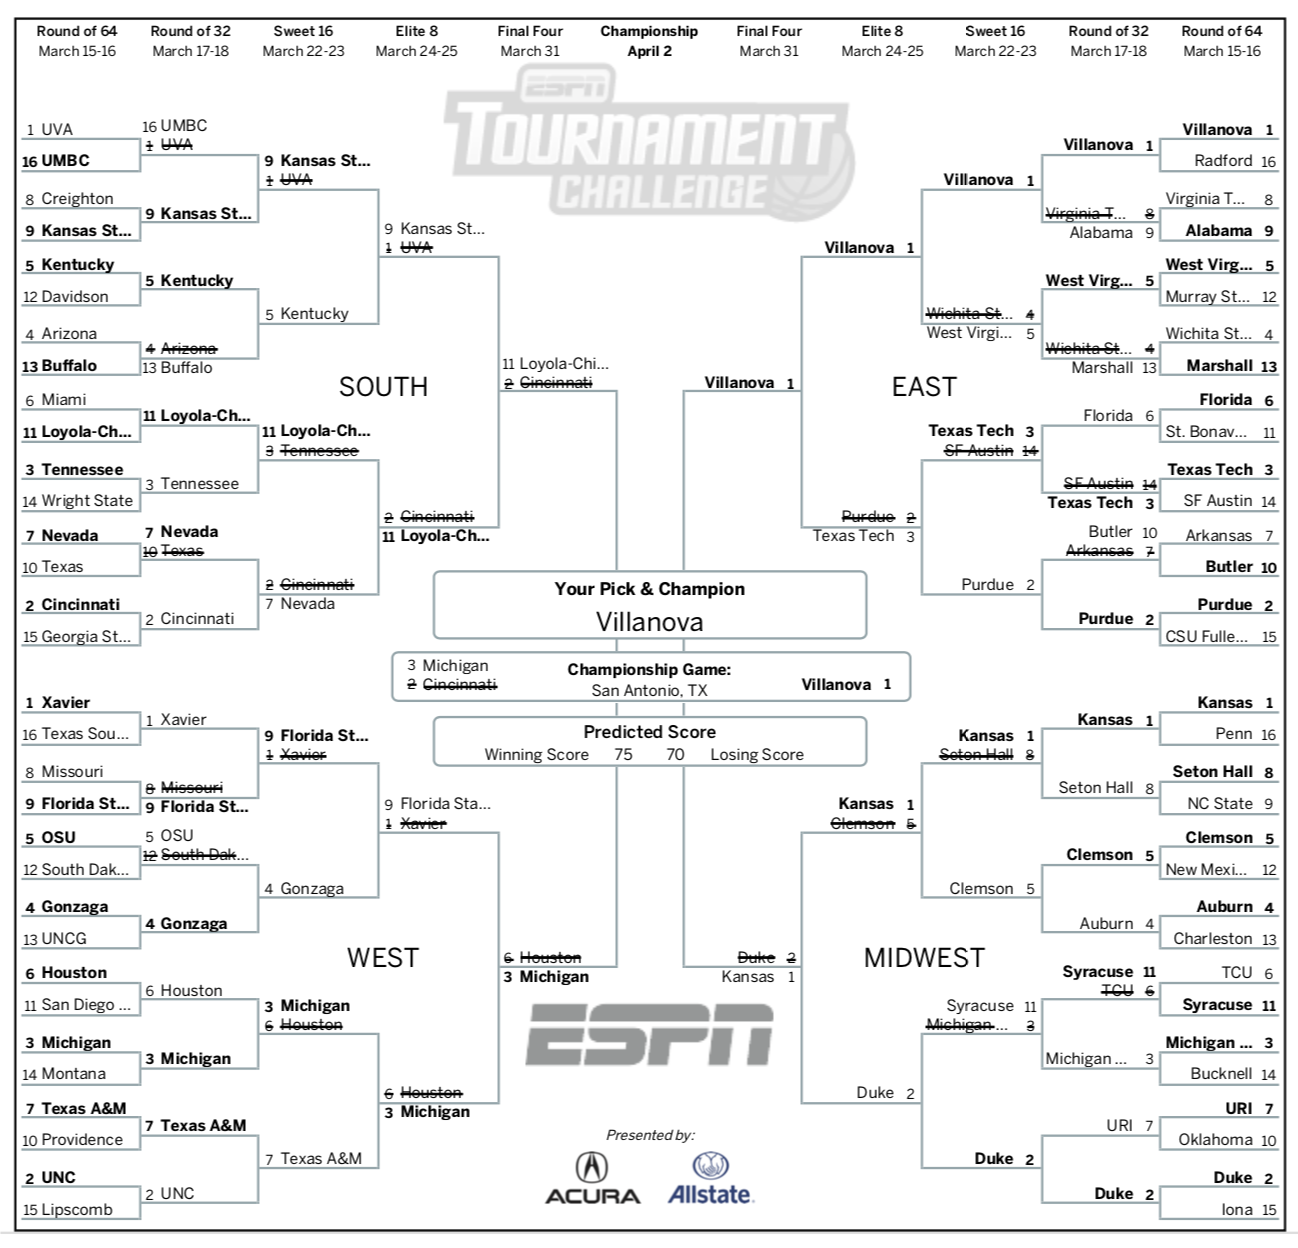 Round of 64 Round of 32 Sweet 16 Elite 8 Final Four Championship Final Four Elite 8 Sweet 16 Round of 32 Round of 64
March 15-16 March 17-18 March 22-23 March 24-25 March 31 April 2 March 31 March 24-25 March 22-23 March 17-18 March 15-16
ESPN
TOURNAMENT
CHALLENGE
1 UVA
16 UMBC
8 Creighton
9 Kansas St...
5 Kentucky
12 Davidson
4 Arizona
13 Buffalo
6 Miami
11 Loyola-Ch...
3 Tennessee
14 Wright State
7 Nevada
10 Texas
2 Cincinnati
15 Georgia St...
16 UMBC
1 UVA
9 Kansas St...
5 Kentucky
4 Arizona
13 Buffalo
11 Loyola-Ch...
3 Tennessee
7 Nevada
10 Texas
2 Cincinnati
9 Kansas St...
1 UVA
5 Kentucky
11 Loyola-Ch...
3 Tennessee
2 Cincinnati
7 Nevada
9 Kansas St...
1 UVA
2 Cincinnati
11 Loyola-Ch...
SOUTH
11 Loyola-Chi...
2 Cincinnati
Villanova 1
EAST
Villanova 1
Purdue 2
Texas Tech 3
Villanova 1
Wichita St... 4
West Virgi... 5
Texas Tech 3
SF Austin 14
Purdue 2
Villanova 1
Virginia T... 8
Alabama 9
West Virg... 5
Wichita St... 4
Marshall 13
Florida 6
SF Austin 14
Texas Tech 3
Butler 10
Arkansas 7
Purdue 2
Villanova 1
Radford 16
Virginia T... 8
Alabama 9
West Virg... 5
Murray St... 12
Wichita St... 4
Marshall 13
Florida 6
St. Bonav... 11
Texas Tech 3
SF Austin 14
Arkansas 7
Butler 10
Purdue 2
CSU Fulle... 15
Your Pick & Champion
Villanova
3 Michigan
2 Cincinnati
Championship Game:
San Antonio, TX
Villanova 1
Predicted Score
Winning Score 75 70 Losing Score
1 Xavier
16 Texas Sou...
8 Missouri
9 Florida St...
5 OSU
12 South Dak...
4 Gonzaga
13 UNCG
6 Houston
11 San Diego ...
3 Michigan
14 Montana
7 Texas A&M
10 Providence
2 UNC
15 Lipscomb
1 Xavier
8 Missouri
9 Florida St...
5 OSU
12 South Dak...
4 Gonzaga
6 Houston
3 Michigan
7 Texas A&M
2 UNC
9 Florida St...
1 Xavier
4 Gonzaga
3 Michigan
6 Houston
7 Texas A&M
9 Florida Sta...
1 Xavier
6 Houston
3 Michigan
WEST
6 Houston
3 Michigan
Duke 2
Kansas 1
MIDWEST
Kansas 1
Clemson 5
Duke 2
Kansas 1
Seton Hall 8
Clemson 5
Syracuse 11
Michigan ... 3
Duke 2
Kansas 1
Seton Hall 8
Clemson 5
Auburn 4
Syracuse 11
TCU 6
Michigan ... 3
URI 7
Duke 2
Kansas 1
Penn 16
Seton Hall 8
NC State 9
Clemson 5
New Mexi... 12
Auburn 4
Charleston 13
TCU 6
Syracuse 11
Michigan ... 3
Bucknell 14
URI 7
Oklahoma 10
Duke 2
Iona 15
ESPN
Presented by:
ACURA Allstate.